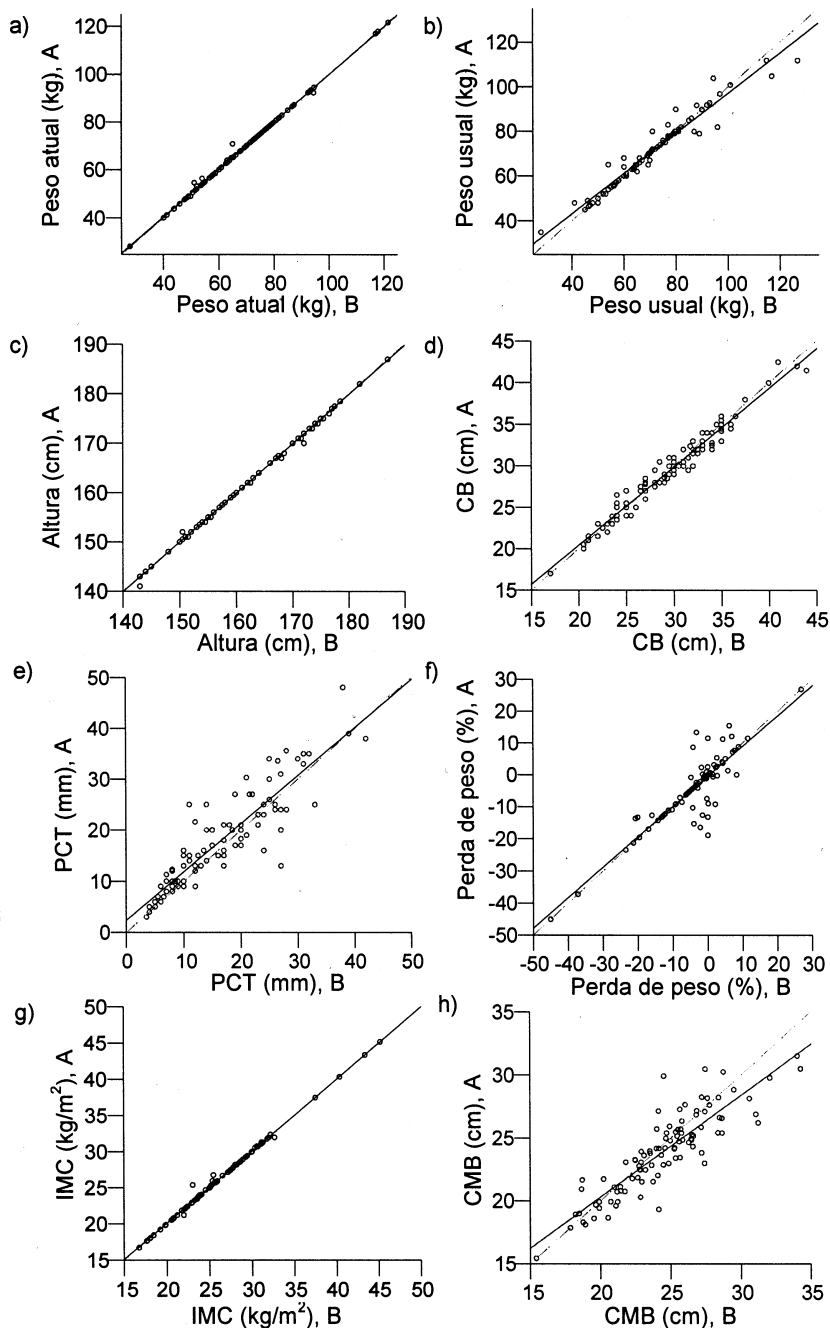 a)
Peso atual (kg), A
120
100
80
60
40
40 60 80 100 120
Peso atual (kg), B
b)
Peso usual (kg), A
120
100
80
60
40
40 60 80 100 120
Peso usual (kg), B
c)
Altura (cm), A
190
180
170
160
150
140
140 150 160 170 180 190
Altura (cm), B
d)
CB (cm), A
45
40
35
30
25
20
15
15 20 25 30 35 40 45
CB (cm), B
e)
PCT (mm), A
50
40
30
20
10
0
0 10 20 30 40 50
PCT (mm), B
f)
Perda de peso (%), A
30
20
10
0
-10
-20
-30
-40
-50
-50 -40 -30 -20 -10 0 10 20 30
Perda de peso (%), B
g)
IMC (kg/m²), A
50
45
40
35
30
25
20
15
15 20 25 30 35 40 45 50
IMC (kg/m²), B
h)
CMB (cm), A
35
30
25
20
15
15 20 25 30 35
CMB (cm), B